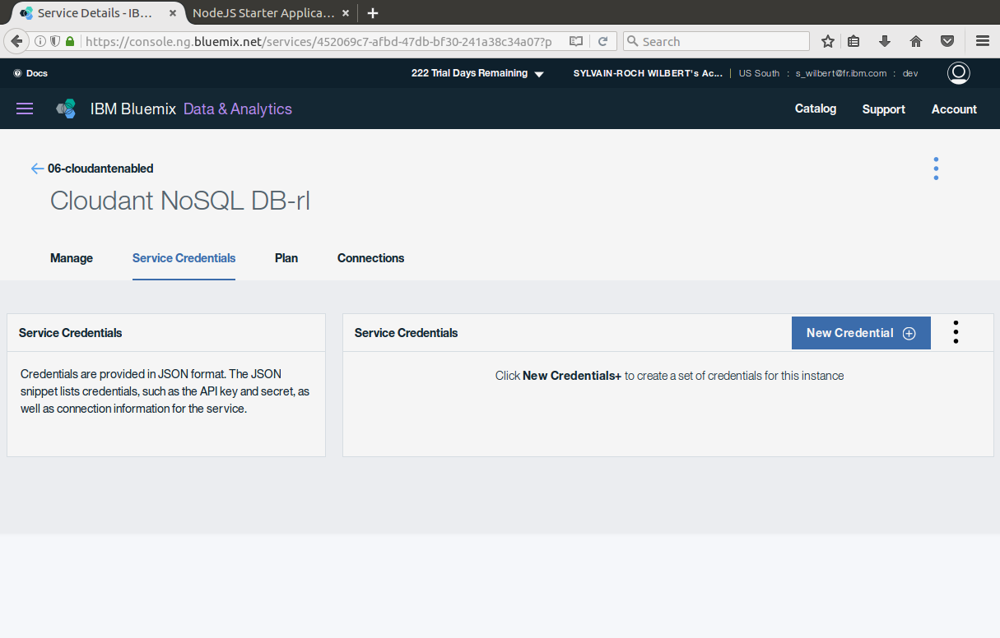 Service Details - IB...
NodeJS Starter Applica...
https://console.ng.bluemix.net/services/452069c7-afbd-47db-bf30-241a38c34a07?p
Search
Docs
222 Trial Days Remaining
SYLVAIN-ROCH WILBERT's Ac... | US South : s_wilbert@fr.ibm.com : dev
IBM Bluemix Data & Analytics
Catalog
Support
Account
06-cloudantenabled
Cloudant NoSQL DB-rl
Manage
Service Credentials
Plan
Connections
Service Credentials
Credentials are provided in JSON format. The JSON
snippet lists credentials, such as the API key and secret, as
well as connection information for the service.
Service Credentials
New Credential
Click New Credentials+ to create a set of credentials for this instance